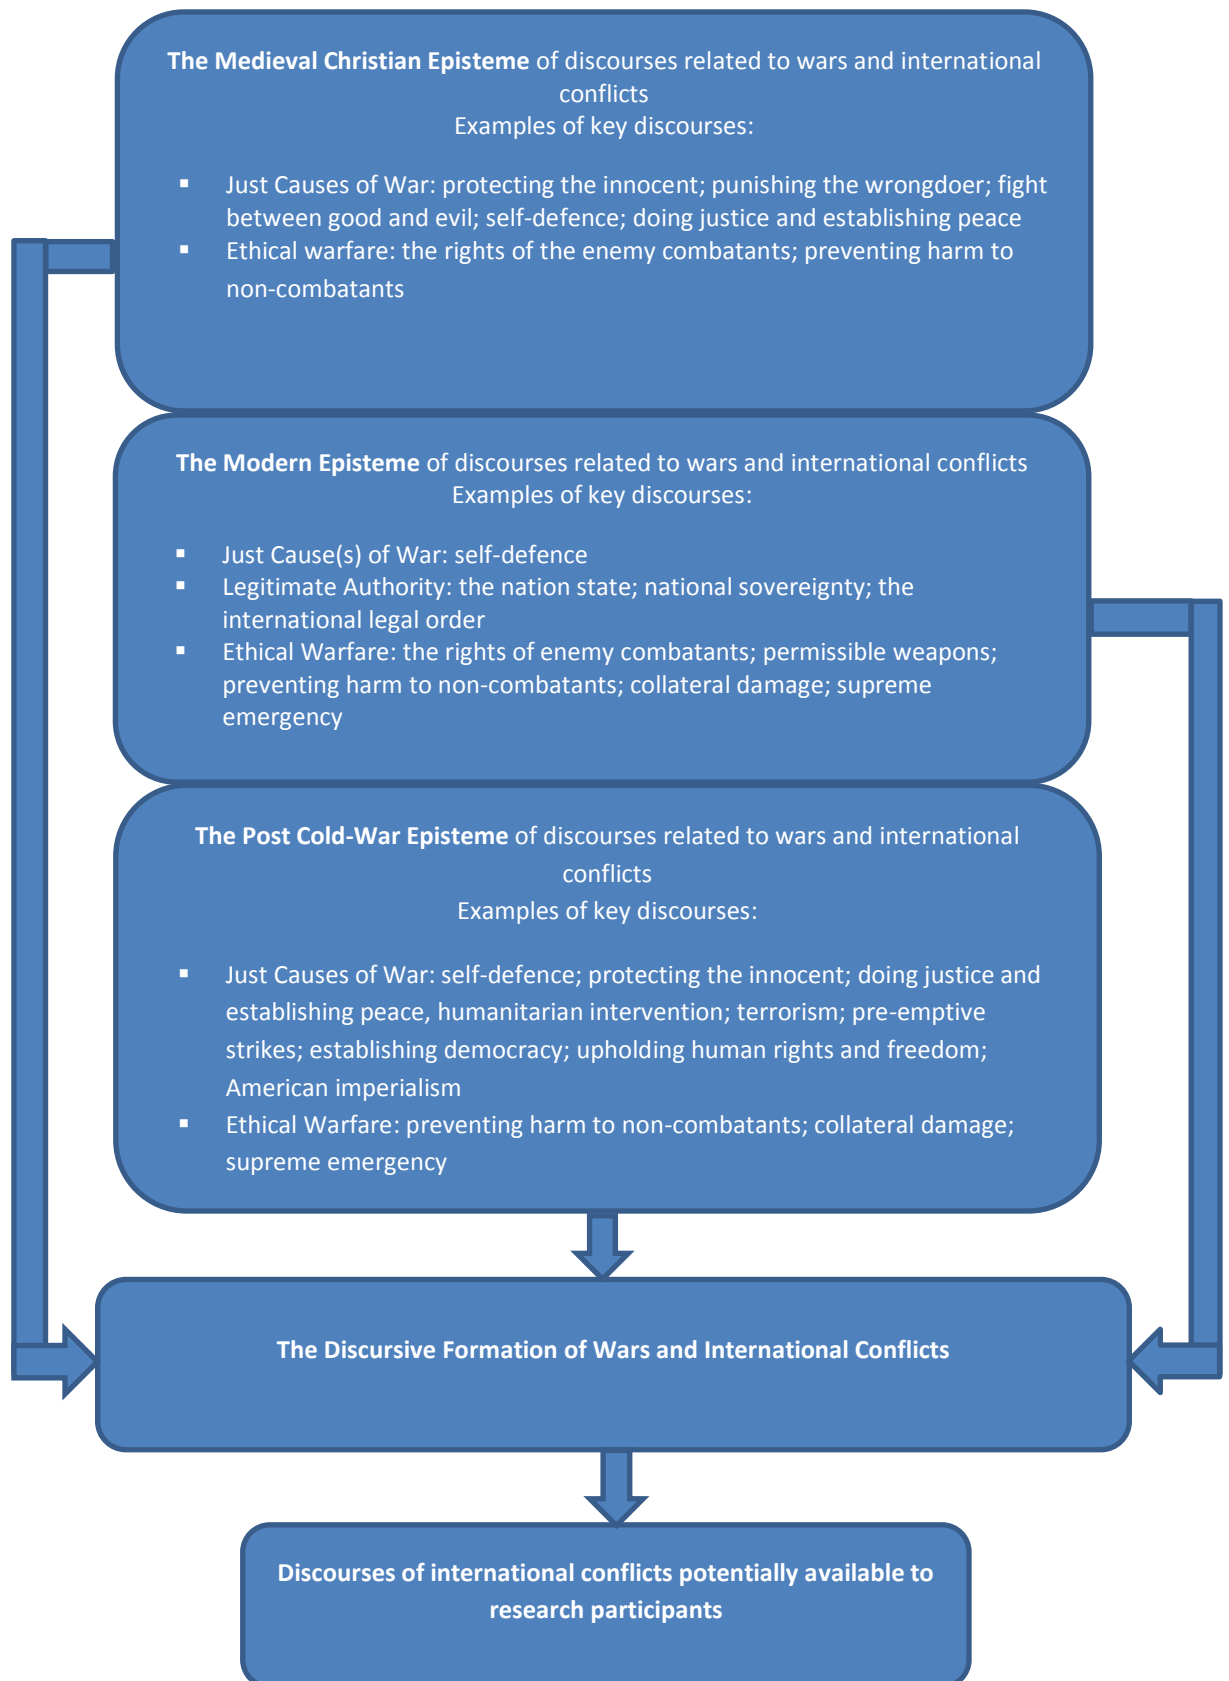 The Medieval Christian Episteme of discourses related to wars and international
conflicts
Examples of key discourses:
▪ Just Causes of War: protecting the innocent; punishing the wrongdoer; fight
between good and evil; self-defence; doing justice and establishing peace
▪ Ethical warfare: the rights of the enemy combatants; preventing harm to
non-combatants
The Modern Episteme of discourses related to wars and international conflicts
Examples of key discourses:
▪ Just Cause(s) of War: self-defence
▪ Legitimate Authority: the nation state; national sovereignty; the
international legal order
▪ Ethical Warfare: the rights of enemy combatants; permissible weapons;
preventing harm to non-combatants; collateral damage; supreme
emergency
The Post Cold-War Episteme of discourses related to wars and international
conflicts
Examples of key discourses:
▪ Just Causes of War: self-defence; protecting the innocent; doing justice and
establishing peace, humanitarian intervention; terrorism; pre-emptive
strikes; establishing democracy; upholding human rights and freedom;
American imperialism
▪ Ethical Warfare: preventing harm to non-combatants; collateral damage;
supreme emergency
The Discursive Formation of Wars and International Conflicts
Discourses of international conflicts potentially available to
research participants